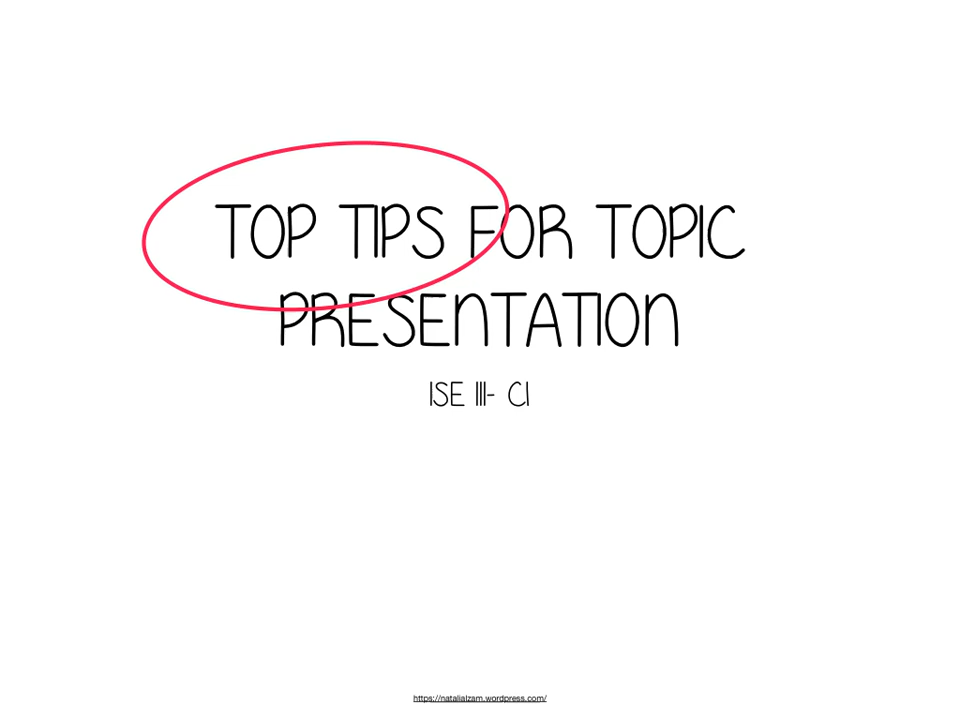 TOP TIPS FOR TOPIC
PRESENTATION
ISE III- C1
https://natalialzam.wordpress.com/